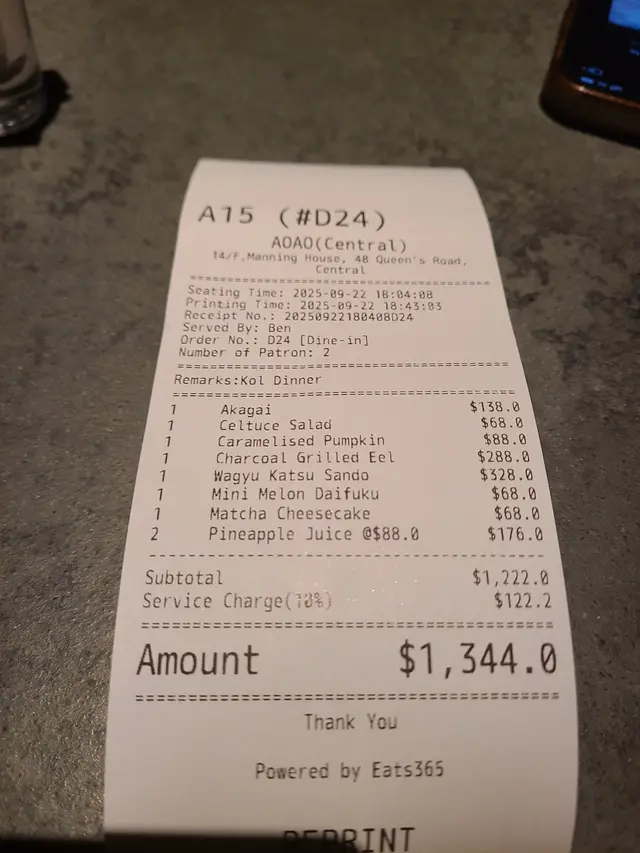 A15 (#D24)
AOAO(Central)
14/F,Manning House, 48 Queen's Road,
Central
Seating Time: 2025-09-22 18:04:08
Printing Time: 2025-09-22 18:43:03
Receipt No.: 20250922180408D24
Served By: Ben
Order No.: D24 [Dine-in]
Number of Patron: 2
Remarks:Kol Dinner
1 Akagai $138.0
1 Celtuce Salad $68.0
1 Caramelised Pumpkin $88.0
1 Charcoal Grilled Eel $288.0
1 Wagyu Katsu Sando $328.0
1 Mini Melon Daifuku $68.0
1 Matcha Cheesecake $68.0
2 Pineapple Juice @$88.0 $176.0
Subtotal $1,222.0
Service Charge(10%) $122.2
Amount $1,344.0
Thank You
Powered by Eats365
REPRINT